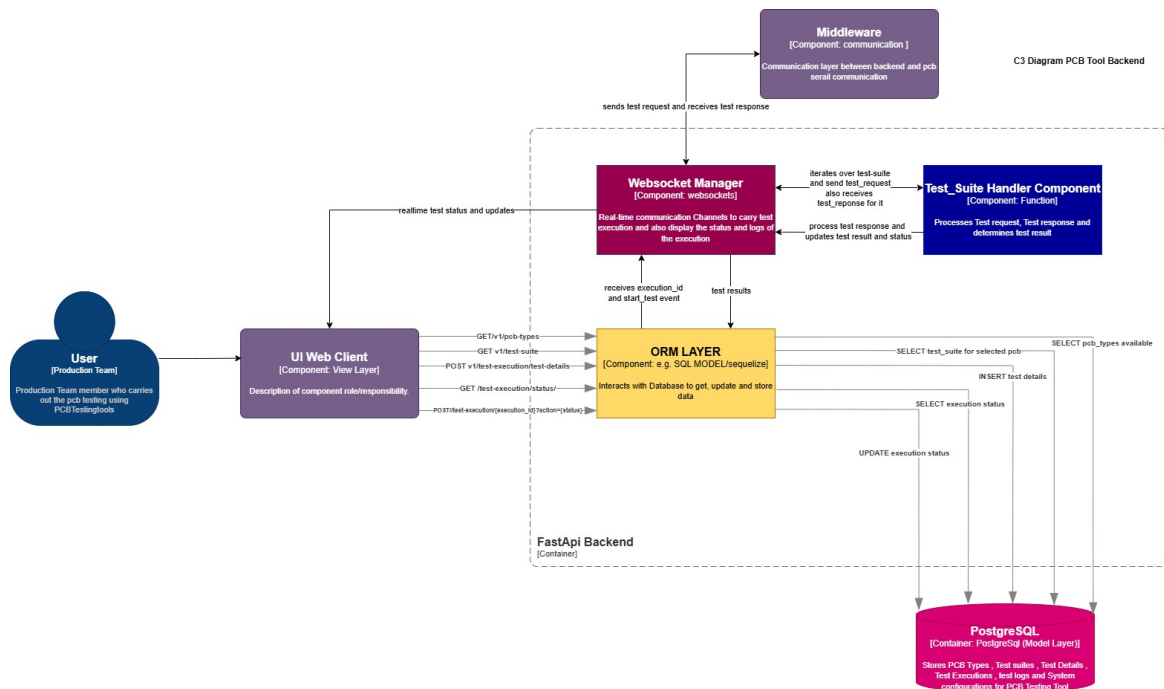 Middleware
[Component: communication ]
Communication layer between backend and pcb
serail communication
C3 Diagram PCB Tool Backend
sends test request and receives test response
Websocket Manager
[Component: websockets]
Real-time communication Channels to carry test
execution and also display the status and logs of
the execution
iterates over test-suite
and send test_request
also receives
test_reponse for it
process test response and
updates test result and status
Test_Suite Handler Component
[Component: Function]
Processes Test request, Test response and
determines test result
realtime test status and updates
receives execution_id
and start_test event
test results
User
[Production Team]
Production Team member who carries
out the pcb testing using
PCBTestingtools
UI Web Client
[Component: View Layer]
Description of component role/responsibility.
GET/v1/pcb-types
GET v1/test-suite
POST v1/test-execution/test-details
GET /test-execution/status/
POST//test-execution/{execution_id}?action={status}
ORM LAYER
[Component: e.g. SQL MODEL/sequelize]
Interacts with Database to get, update and store
data
SELECT pcb_types available
SELECT test_suite for selected pcb
INSERT test details
SELECT execution status
UPDATE execution status
FastApi Backend
[Container]
PostgreSQL
[Container: PostgreSql (Model Layer)]
Stores PCB Types , Test suites , Test Details ,
Test Executions , test logs and System
configurations for PCB Testing Tool